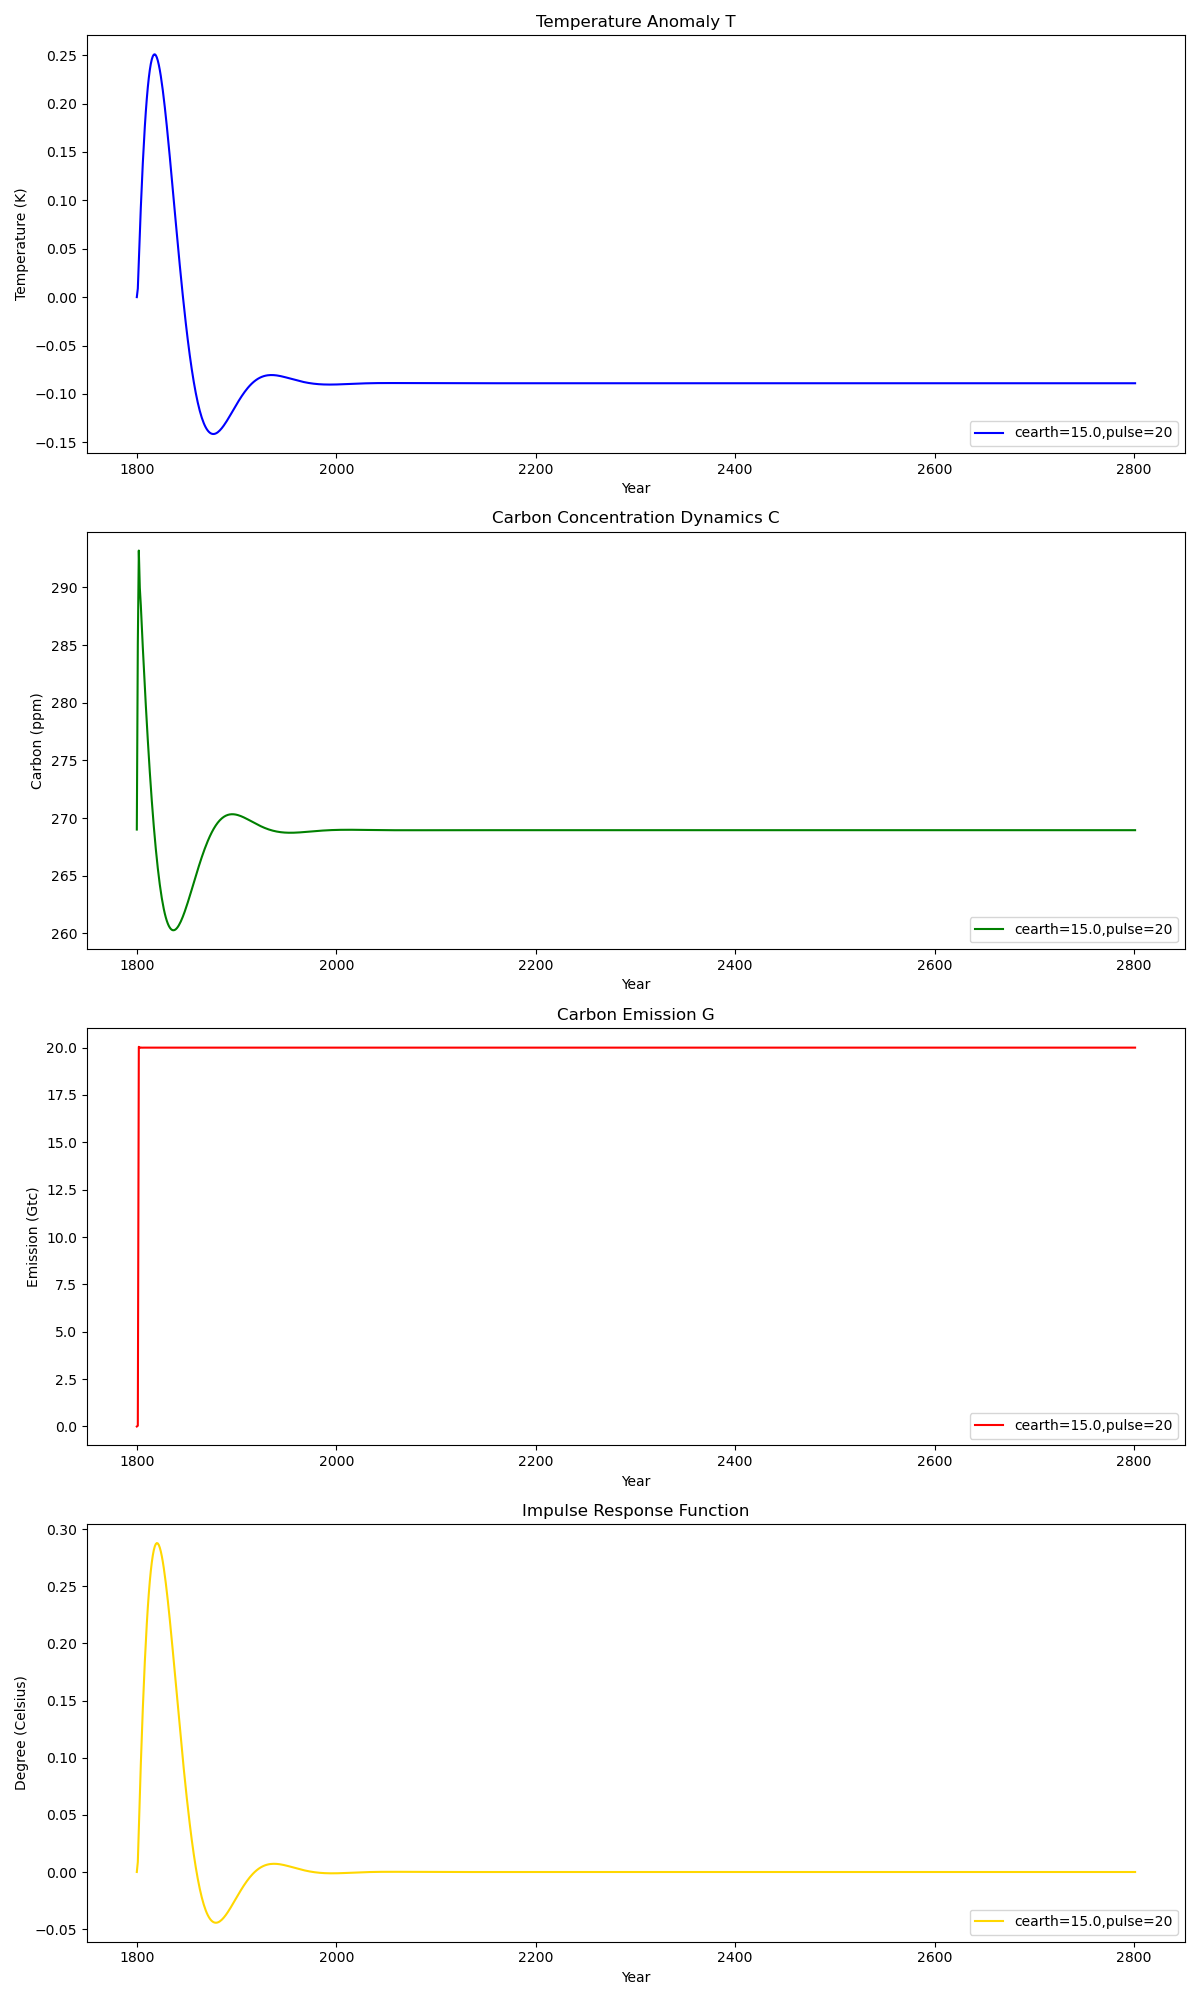 Temperature Anomaly T
Temperature (K)
0.25
0.20
0.15
0.10
0.05
0.00
−0.05
−0.10
−0.15
cearth=15.0,pulse=20
1800 2000 2200 2400 2600 2800
Year
Carbon Concentration Dynamics C
Carbon (ppm)
290
285
280
275
270
265
260
cearth=15.0,pulse=20
1800 2000 2200 2400 2600 2800
Year
Carbon Emission G
Emission (Gtc)
20.0
17.5
15.0
12.5
10.0
7.5
5.0
2.5
0.0
cearth=15.0,pulse=20
1800 2000 2200 2400 2600 2800
Year
Impulse Response Function
Degree (Celsius)
0.30
0.25
0.20
0.15
0.10
0.05
0.00
−0.05
cearth=15.0,pulse=20
1800 2000 2200 2400 2600 2800
Year